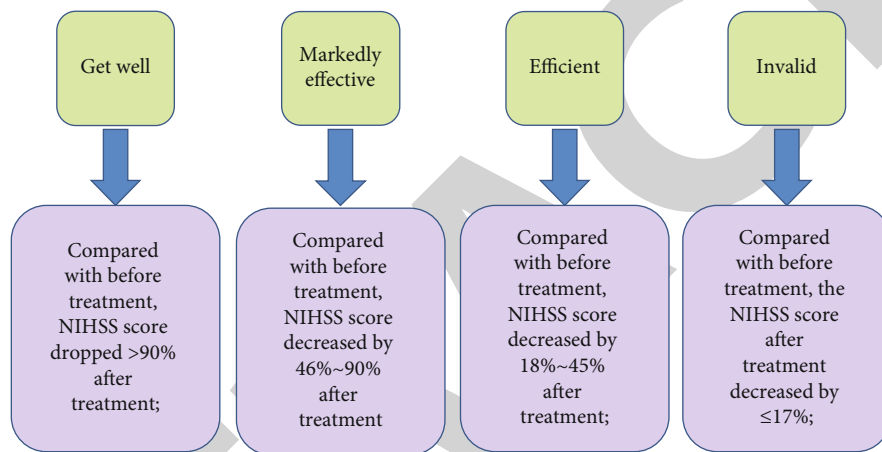 Get well
Markedly
effective
Efficient
Invalid
Compared
with before
treatment,
NIHSS score
dropped >90%
after
treatment;
Compared
with before
treatment,
NIHSS score
decreased by
46%~90%
after
treatment
Compared
with before
treatment,
NIHSS score
decreased by
18%~45%
after
treatment;
Compared
with before
treatment, the
NIHSS score
after
treatment
decreased by
≤17%;